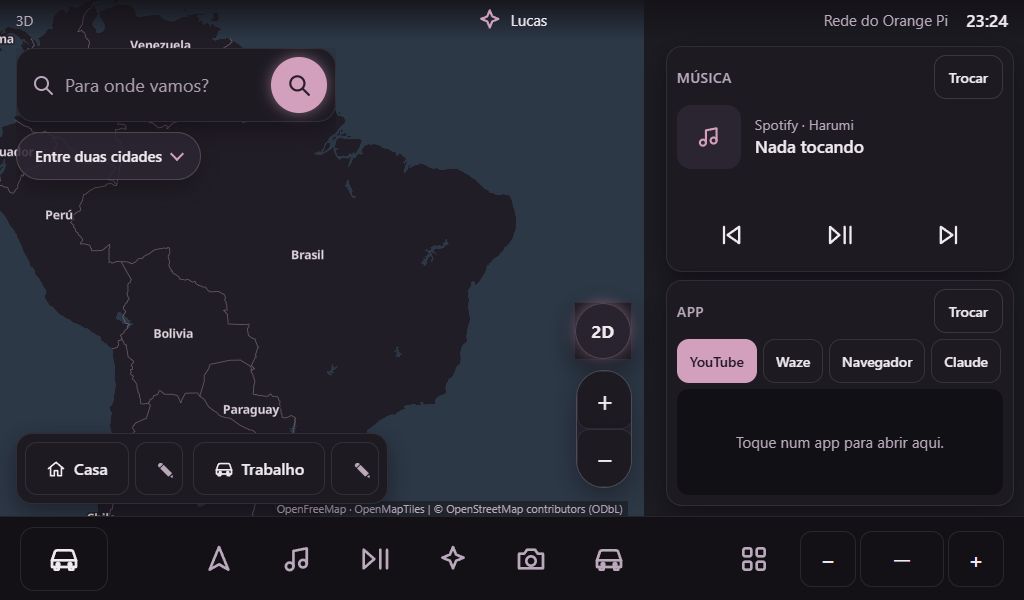 3D
Lucas
Rede do Orange Pi 23:24
Venezuela
Para onde vamos?
Entre duas cidades
Perú
Brasil
Bolivia
Paraguay
2D
+
−
Casa
Trabalho
OpenFreeMap · OpenMapTiles | © OpenStreetMap contributors (ODbL)
MÚSICA
Trocar
Spotify · Harumi
Nada tocando
APP
Trocar
YouTube Waze Navegador Claude
Toque num app para abrir aqui.
− — +